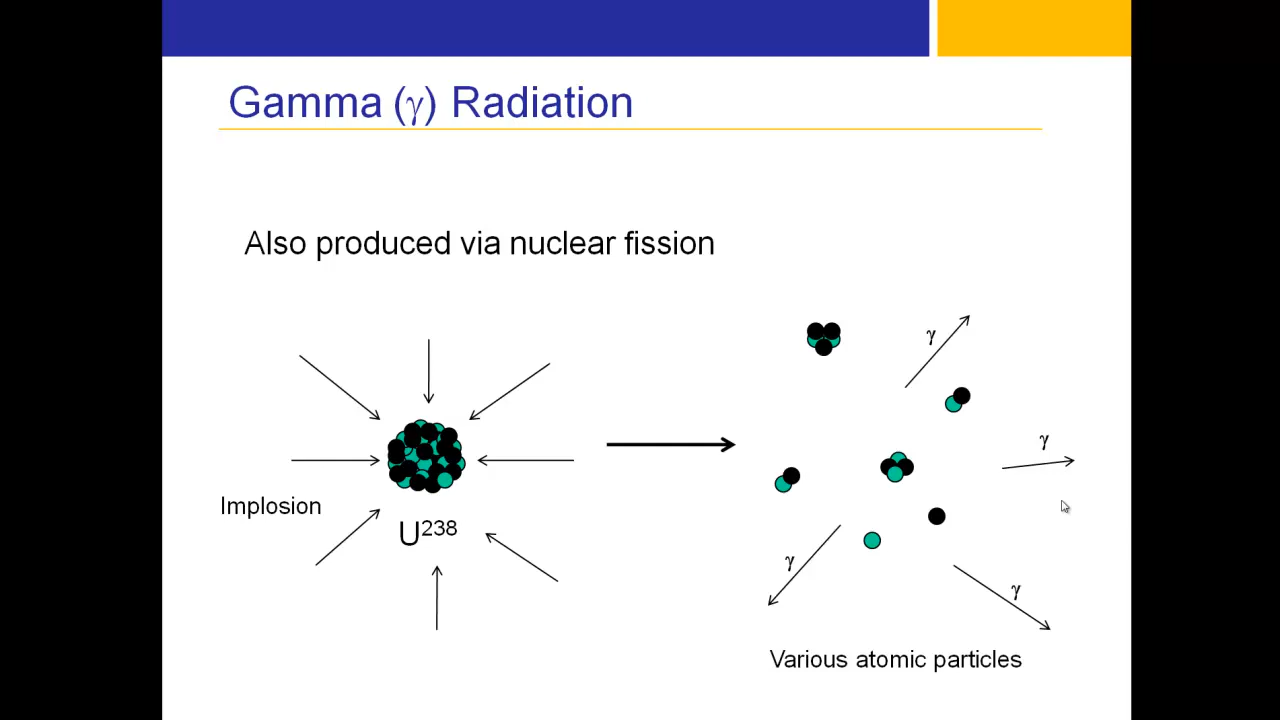 Gamma (γ) Radiation
Also produced via nuclear fission
γ
γ
Implosion
U²³⁸
γ
γ
Various atomic particles